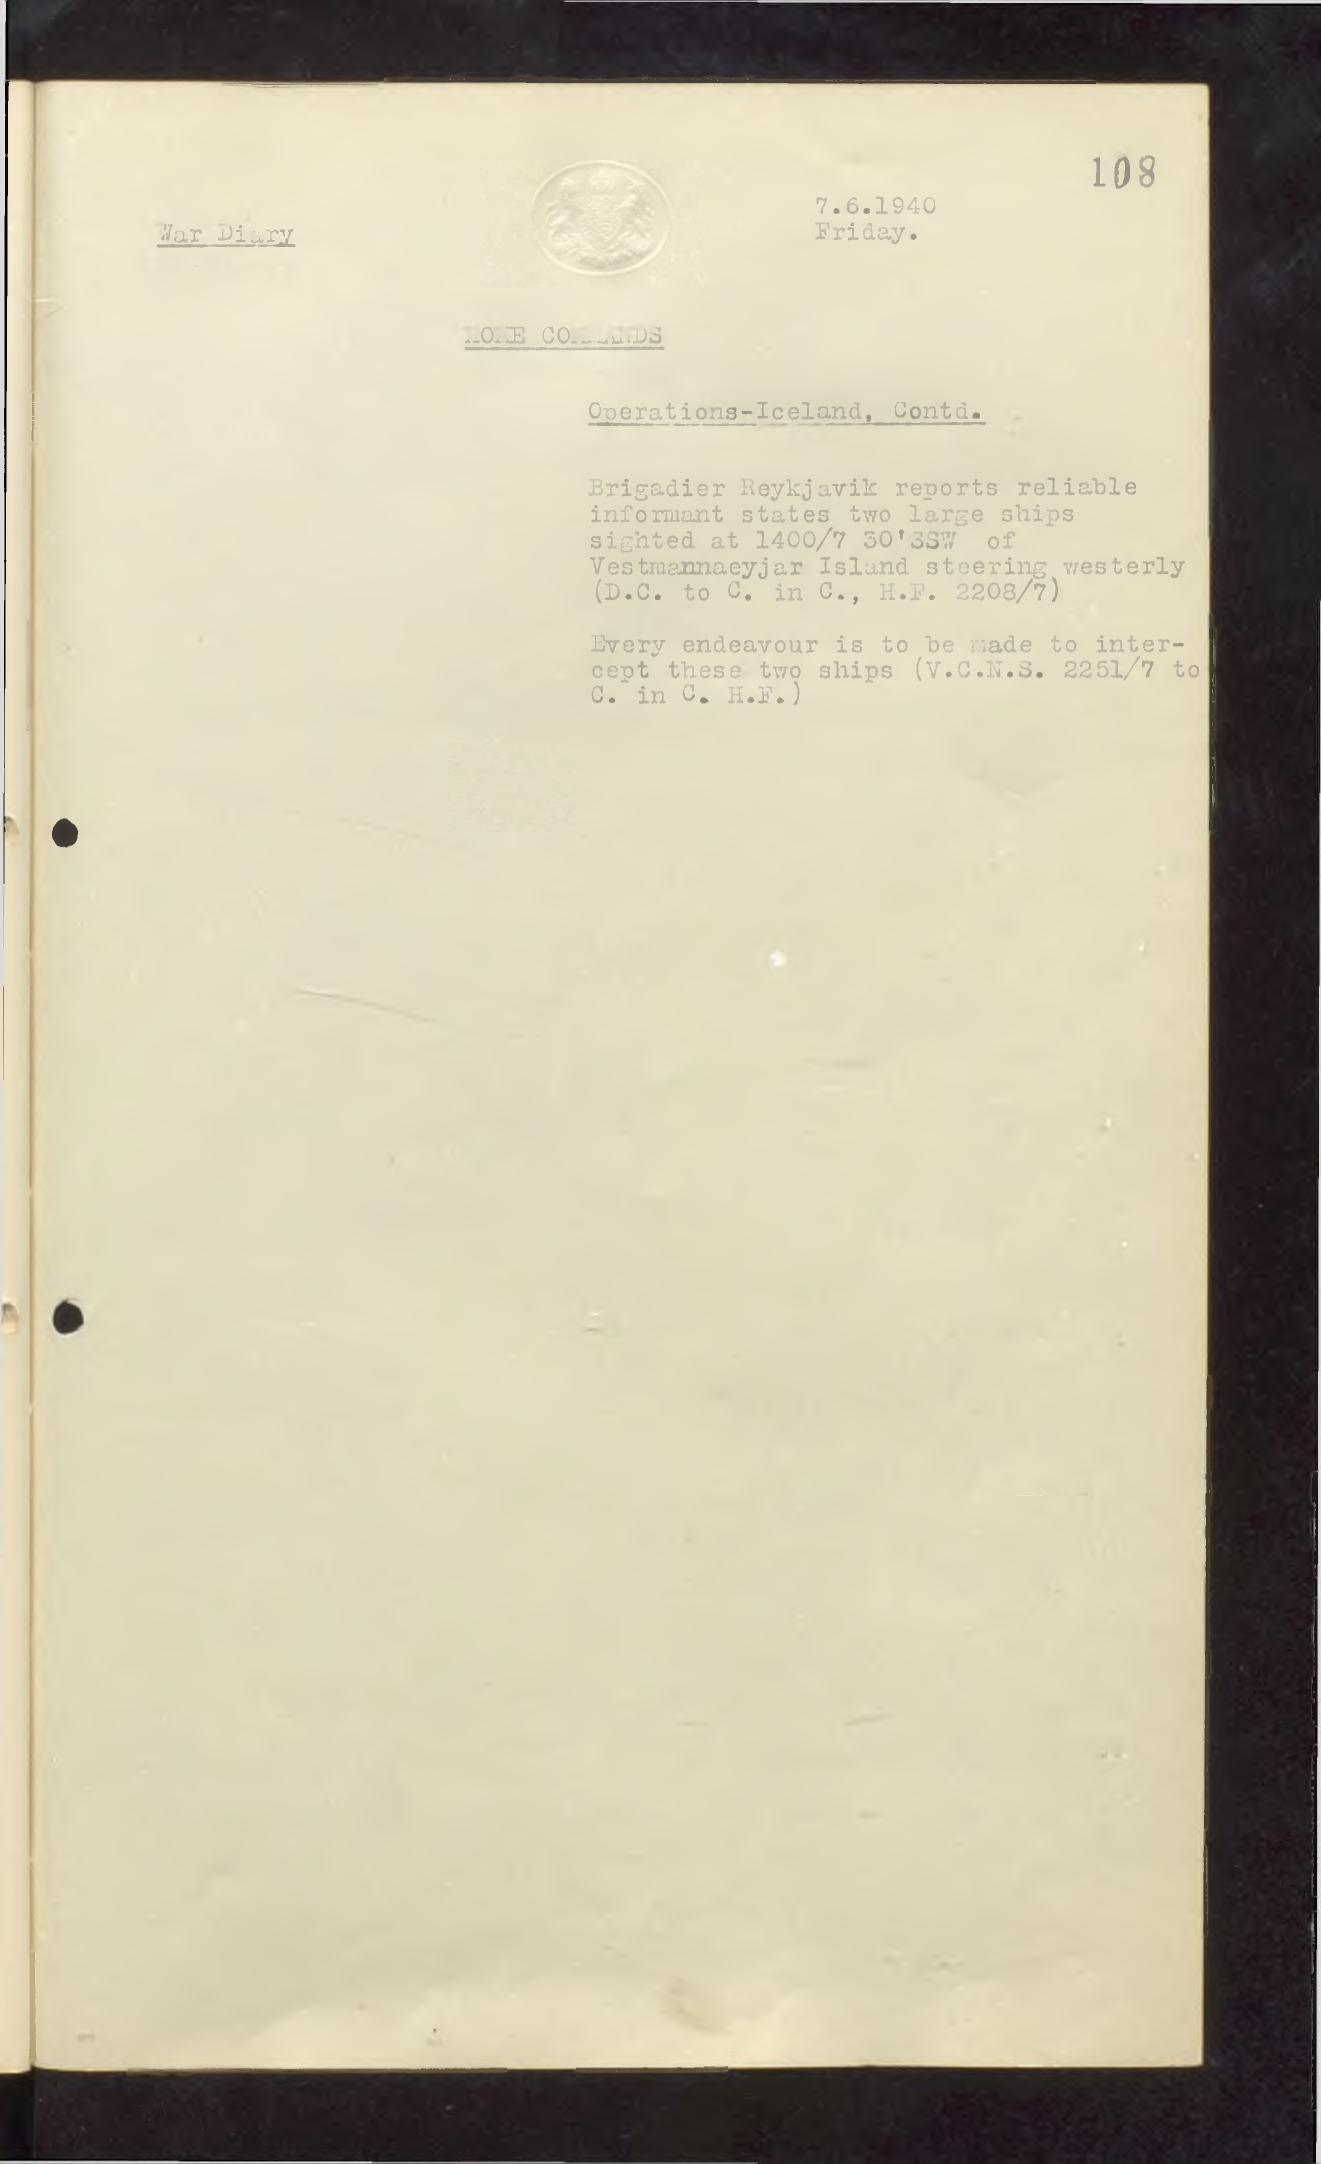 108
7.6.1940
War Diary
Friday.
HOME COMMANDS
Operations-Iceland, Contd.
Brigadier Reykjavik reports reliable
informant states two large ships
sighted at 1400/7 30'SSW of
Vestmannaeyjar Island steering westerly
(D.C. to C. in C., H.F. 2208/7)
Every endeavour is to be made to inter-
cept these two ships (V.C.N.S. 2251/7 to
C. in C. H.F.)